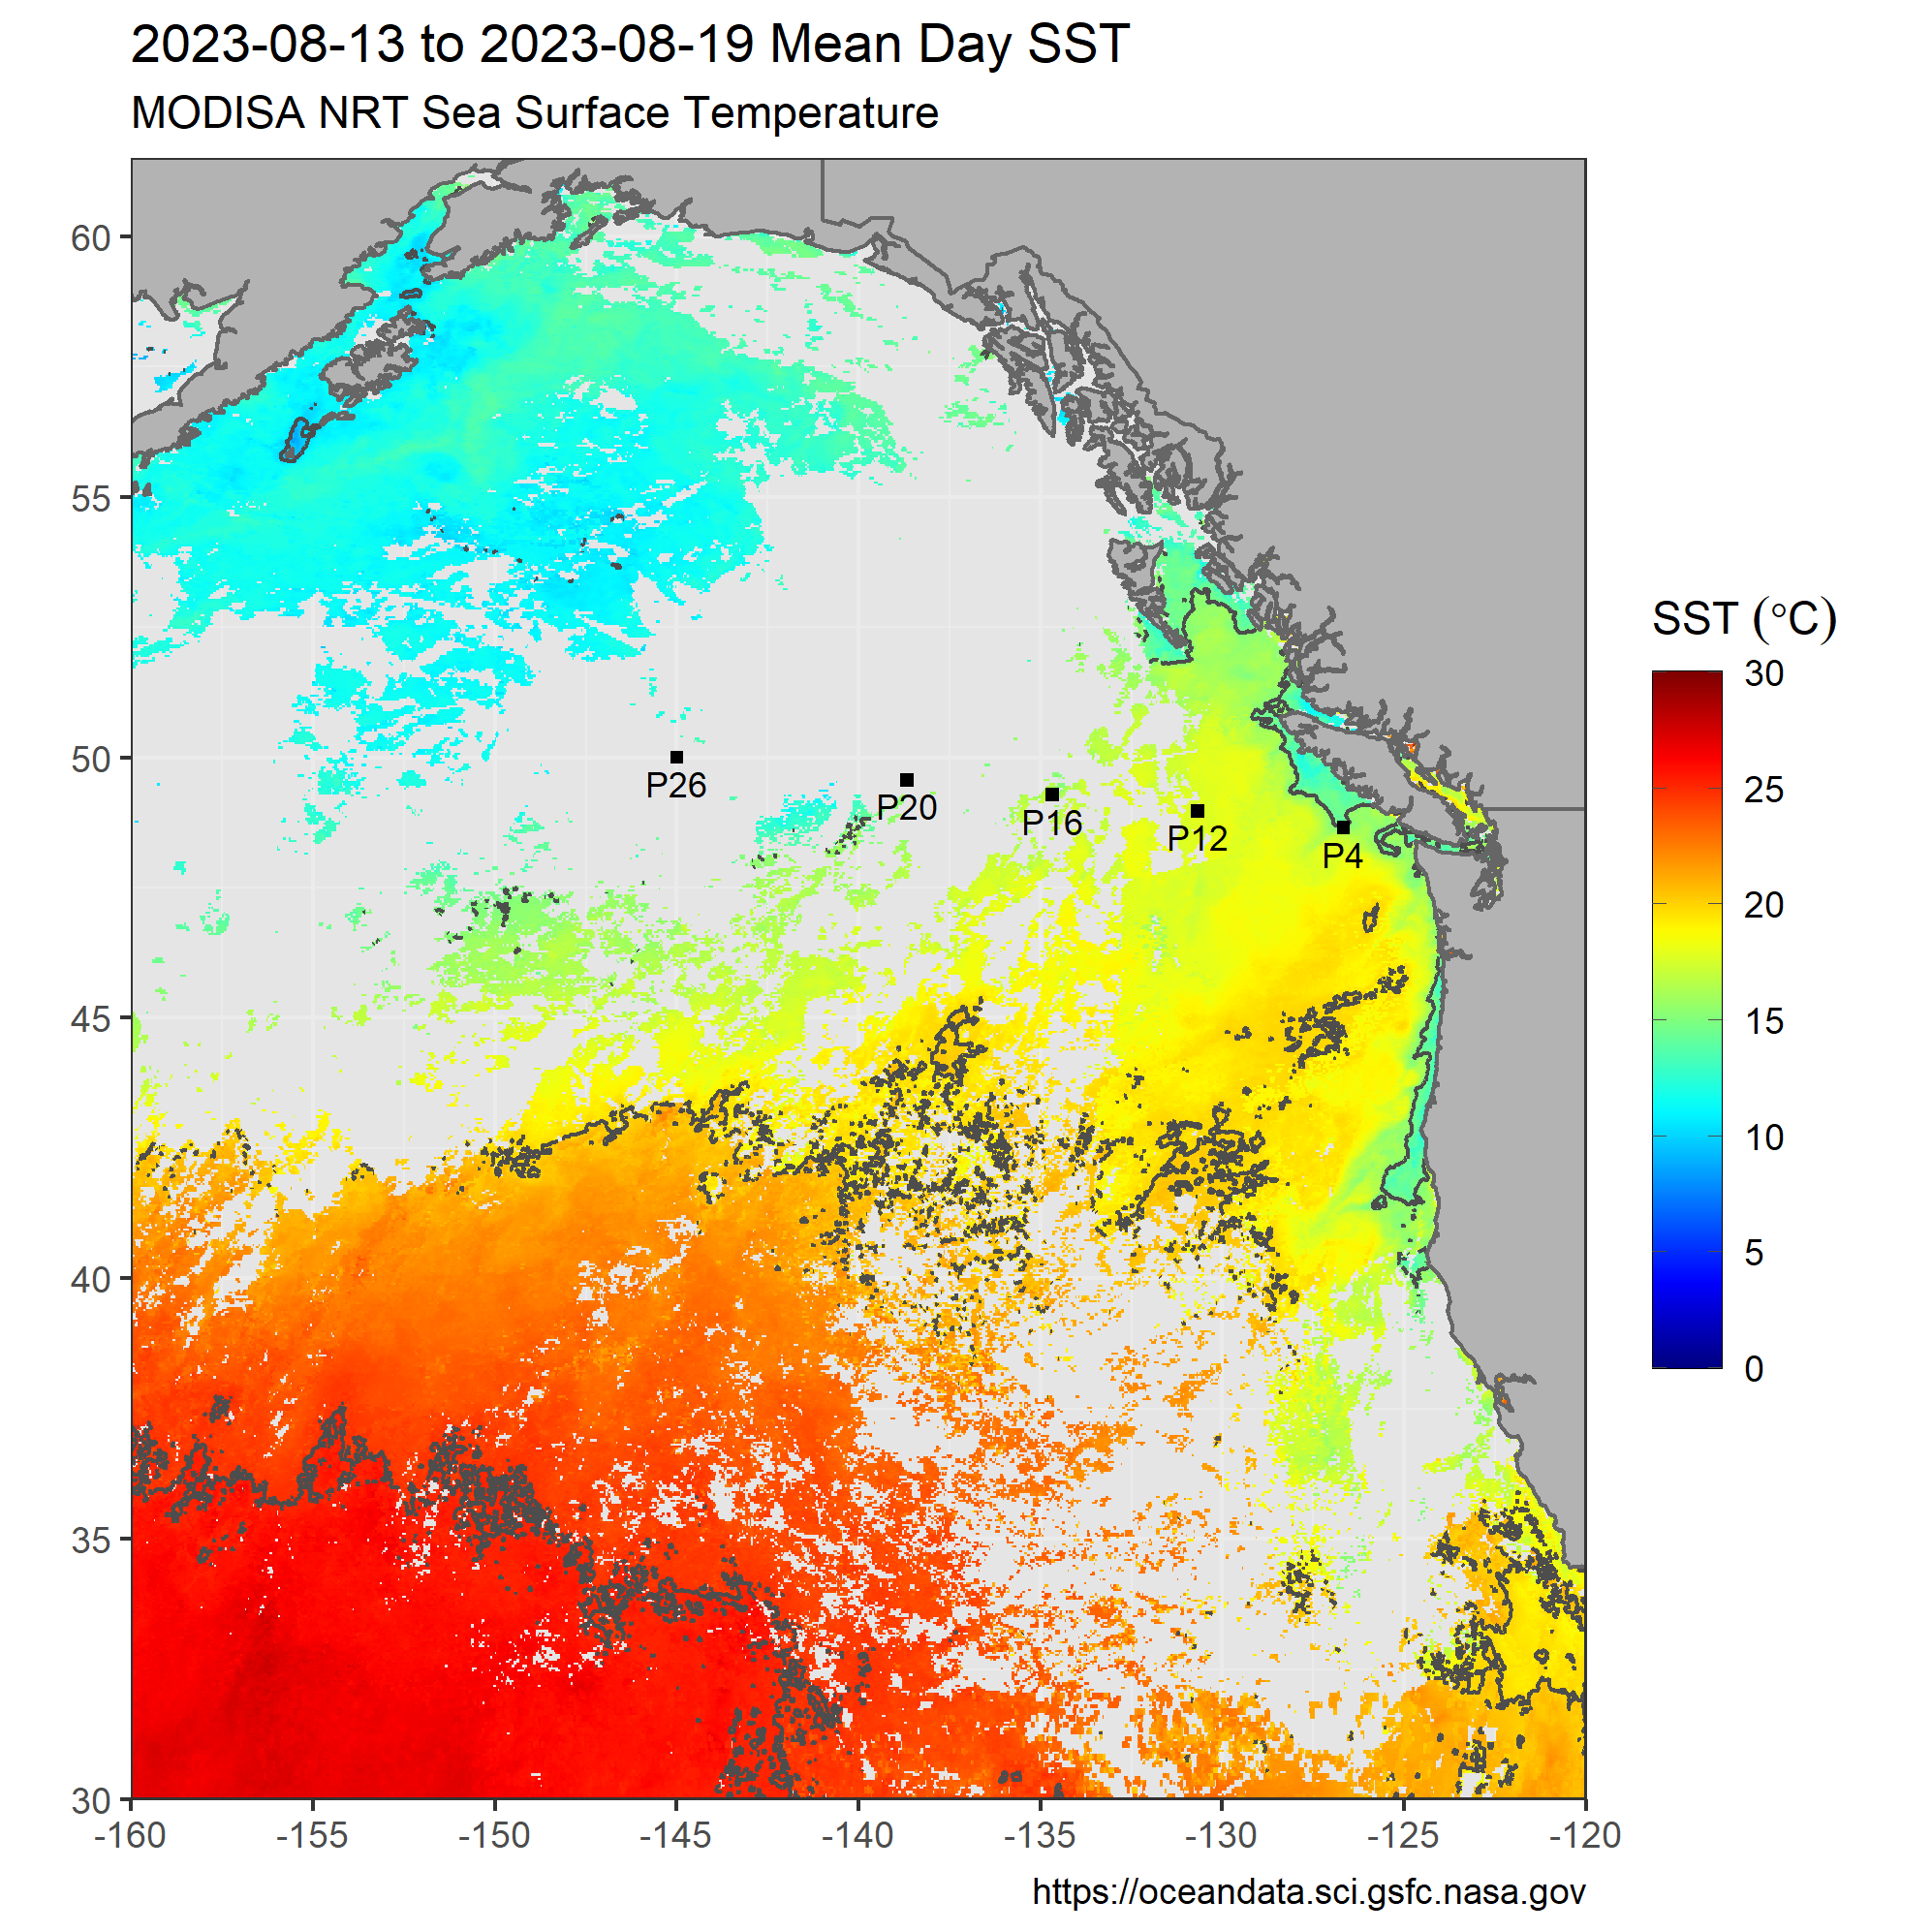 2023-08-13 to 2023-08-19 Mean Day SST
MODISA NRT Sea Surface Temperature
60
55
50
45
40
35
30
P26
P20
P16
P12
P4
-160
-155
-150
-145
-140
-135
-130
-125
-120
SST (°C)
30
25
20
15
10
5
0
https://oceandata.sci.gsfc.nasa.gov